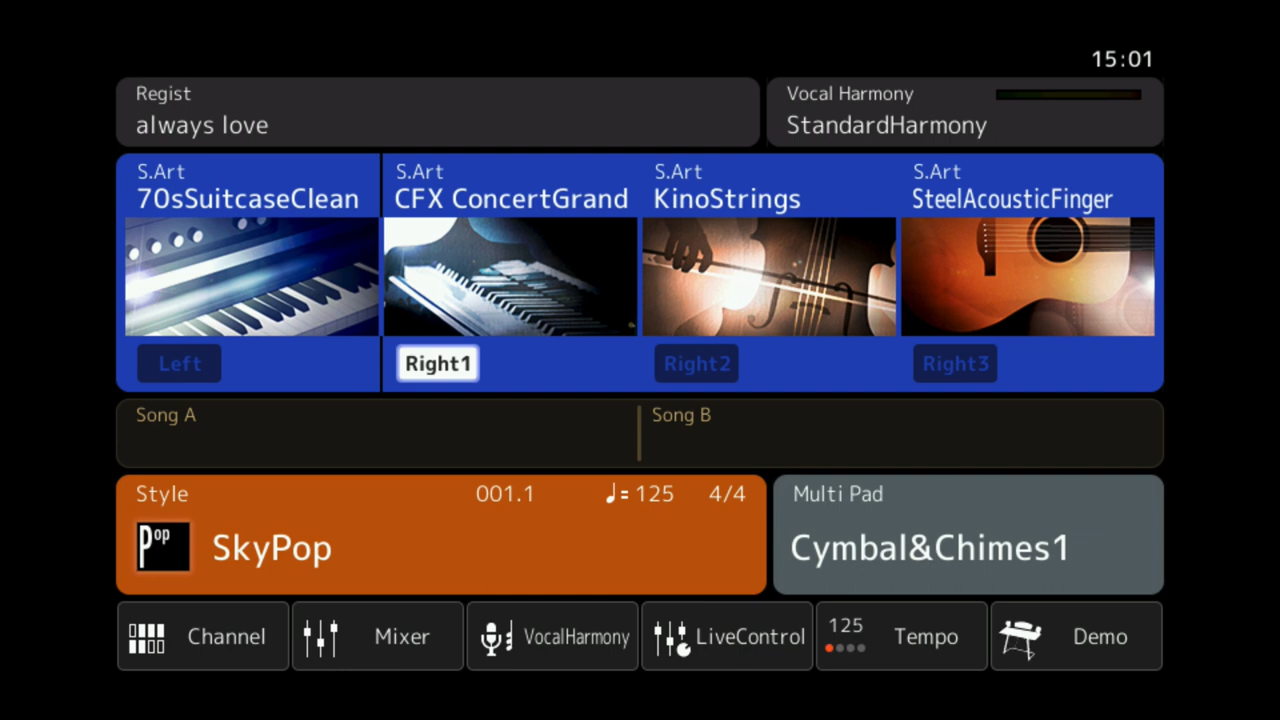 15:01
Regist
always love
Vocal Harmony
StandardHarmony
S.Art
70sSuitcaseClean
S.Art
CFX ConcertGrand
S.Art
KinoStrings
S.Art
SteelAcousticFinger
Left
Right1
Right2
Right3
Song A
Song B
Style
001.1
♩= 125
4/4
Pop
SkyPop
Multi Pad
Cymbal&Chimes1
Channel
Mixer
VocalHarmony
LiveControl
125
Tempo
Demo